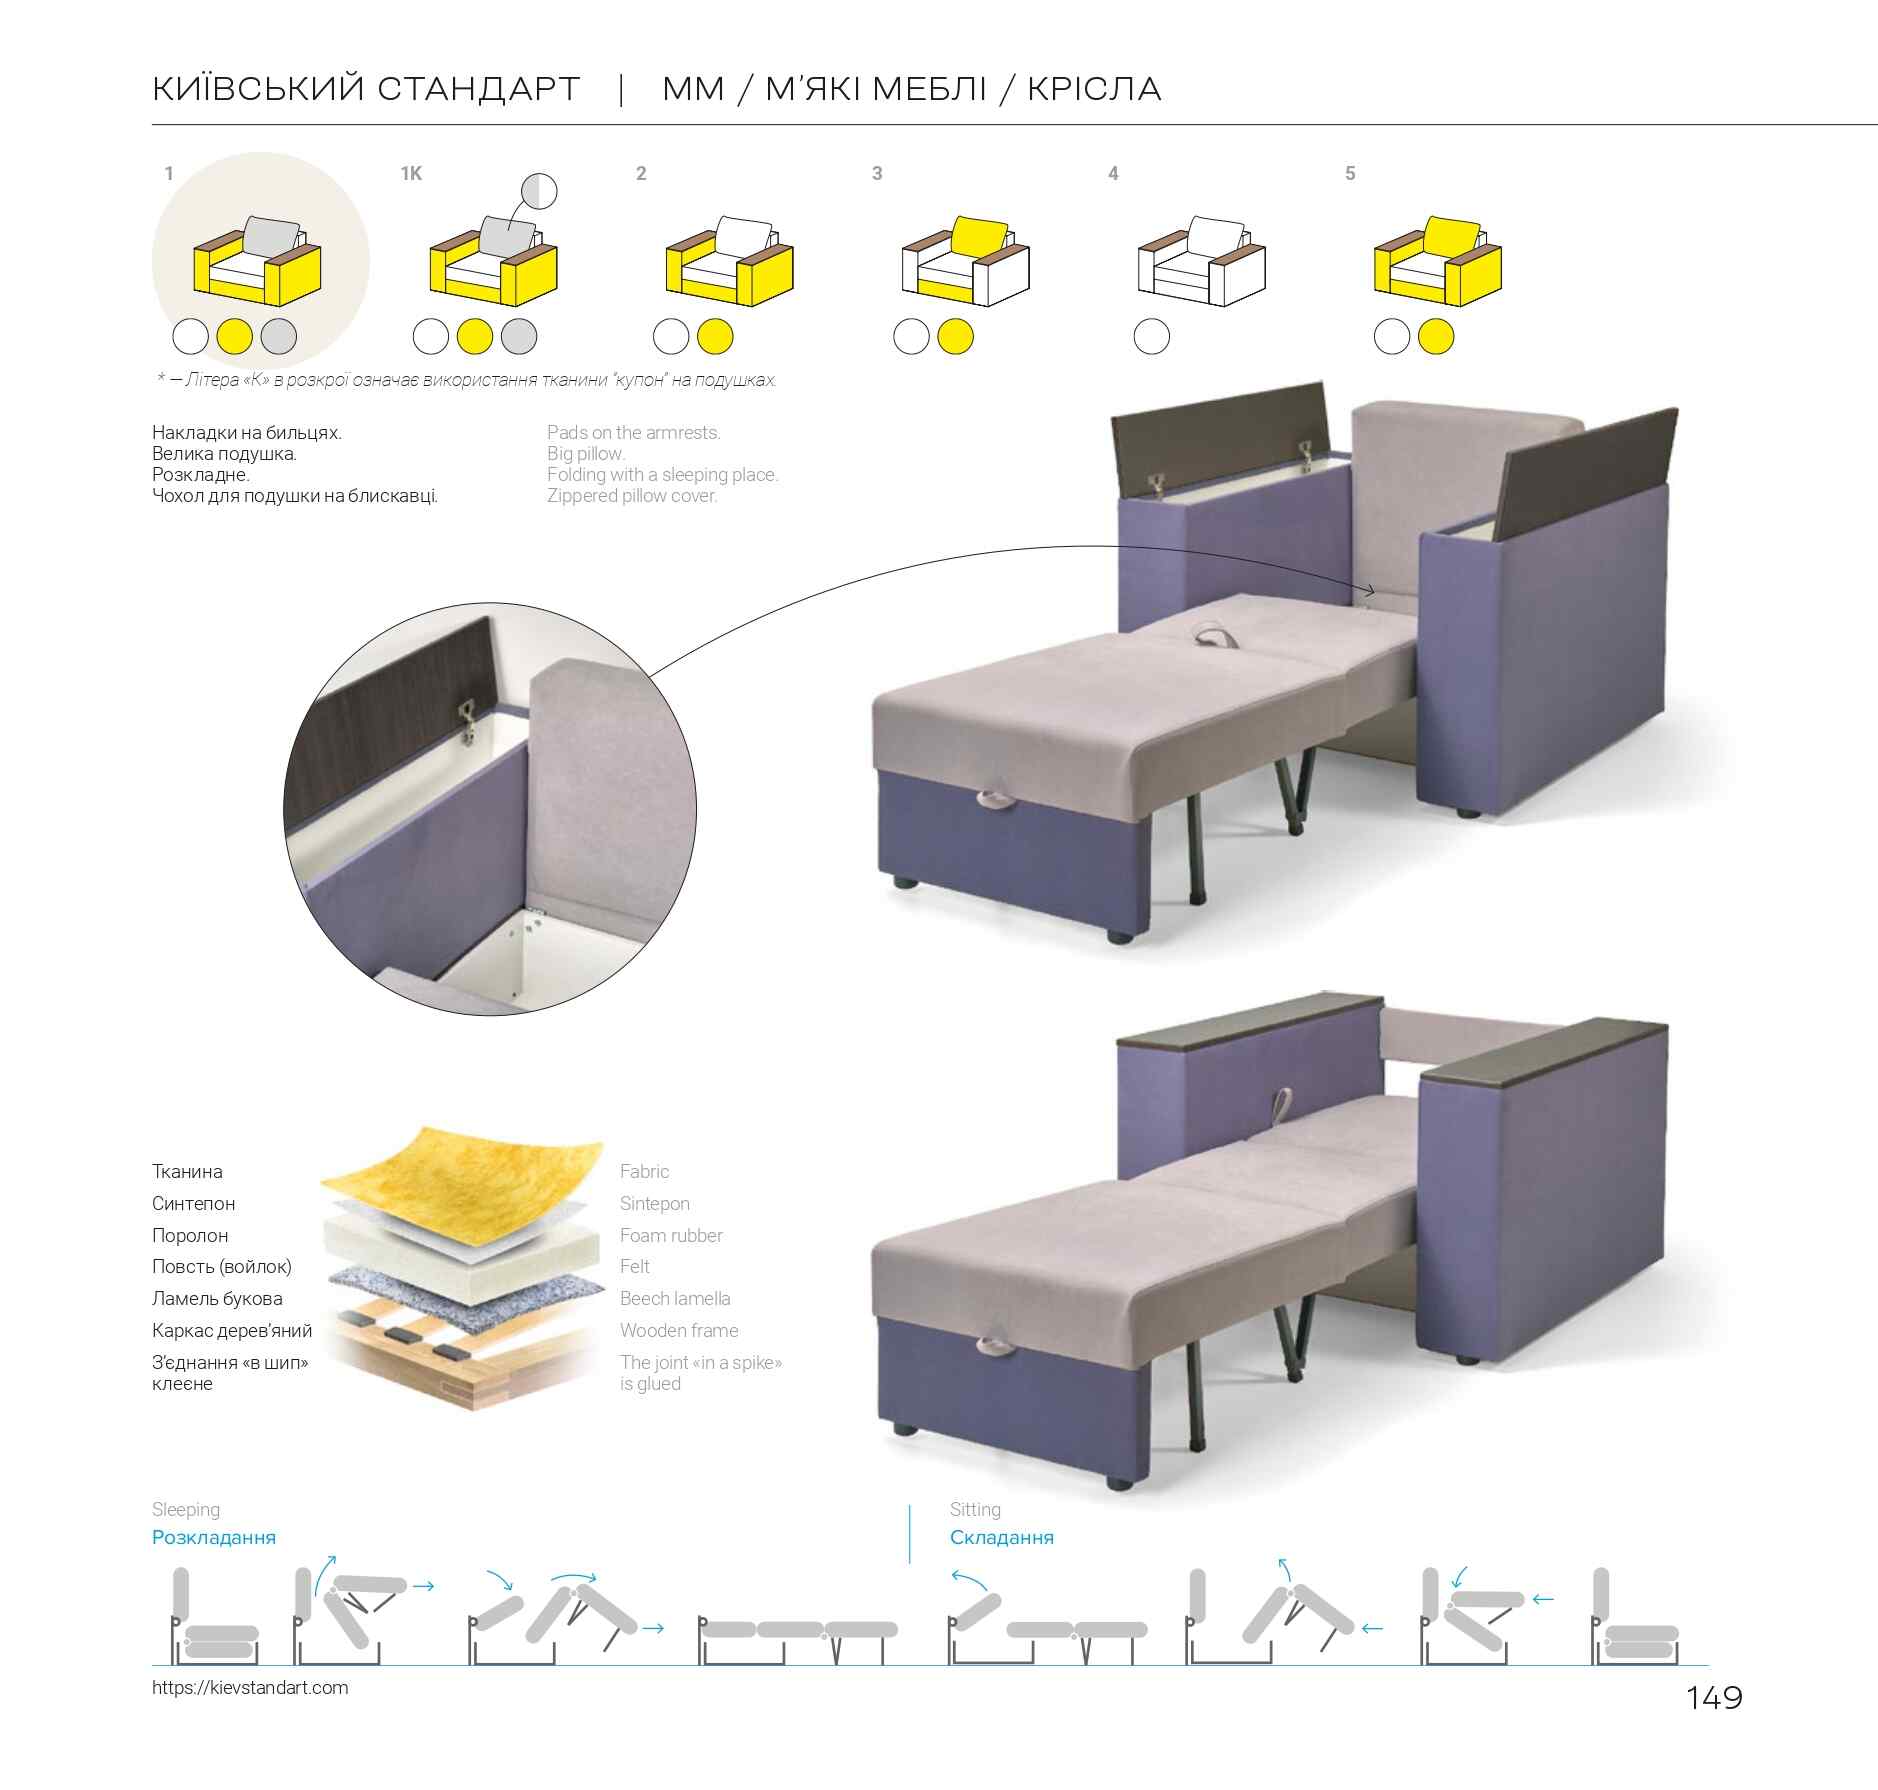 КИЇВСЬКИЙ СТАНДАРТ | ММ / М’ЯКІ МЕБЛІ / КРІСЛА
1 1К 2 3 4 5
* — Літера «К» в розкрої означає використання тканини “купон” на подушках.
Накладки на бильцях.
Велика подушка.
Розкладне.
Чохол для подушки на блискавці.
Pads on the armrests.
Big pillow.
Folding with a sleeping place.
Zippered pillow cover.
Тканина
Синтепон
Поролон
Повсть (войлок)
Ламель букова
Каркас дерев’яний
З’єднання «в шип»
клеєне
Fabric
Sintepon
Foam rubber
Felt
Beech lamella
Wooden frame
The joint «in a spike»
is glued
Sleeping
Розкладання
Sitting
Складання
https://kievstandart.com
149